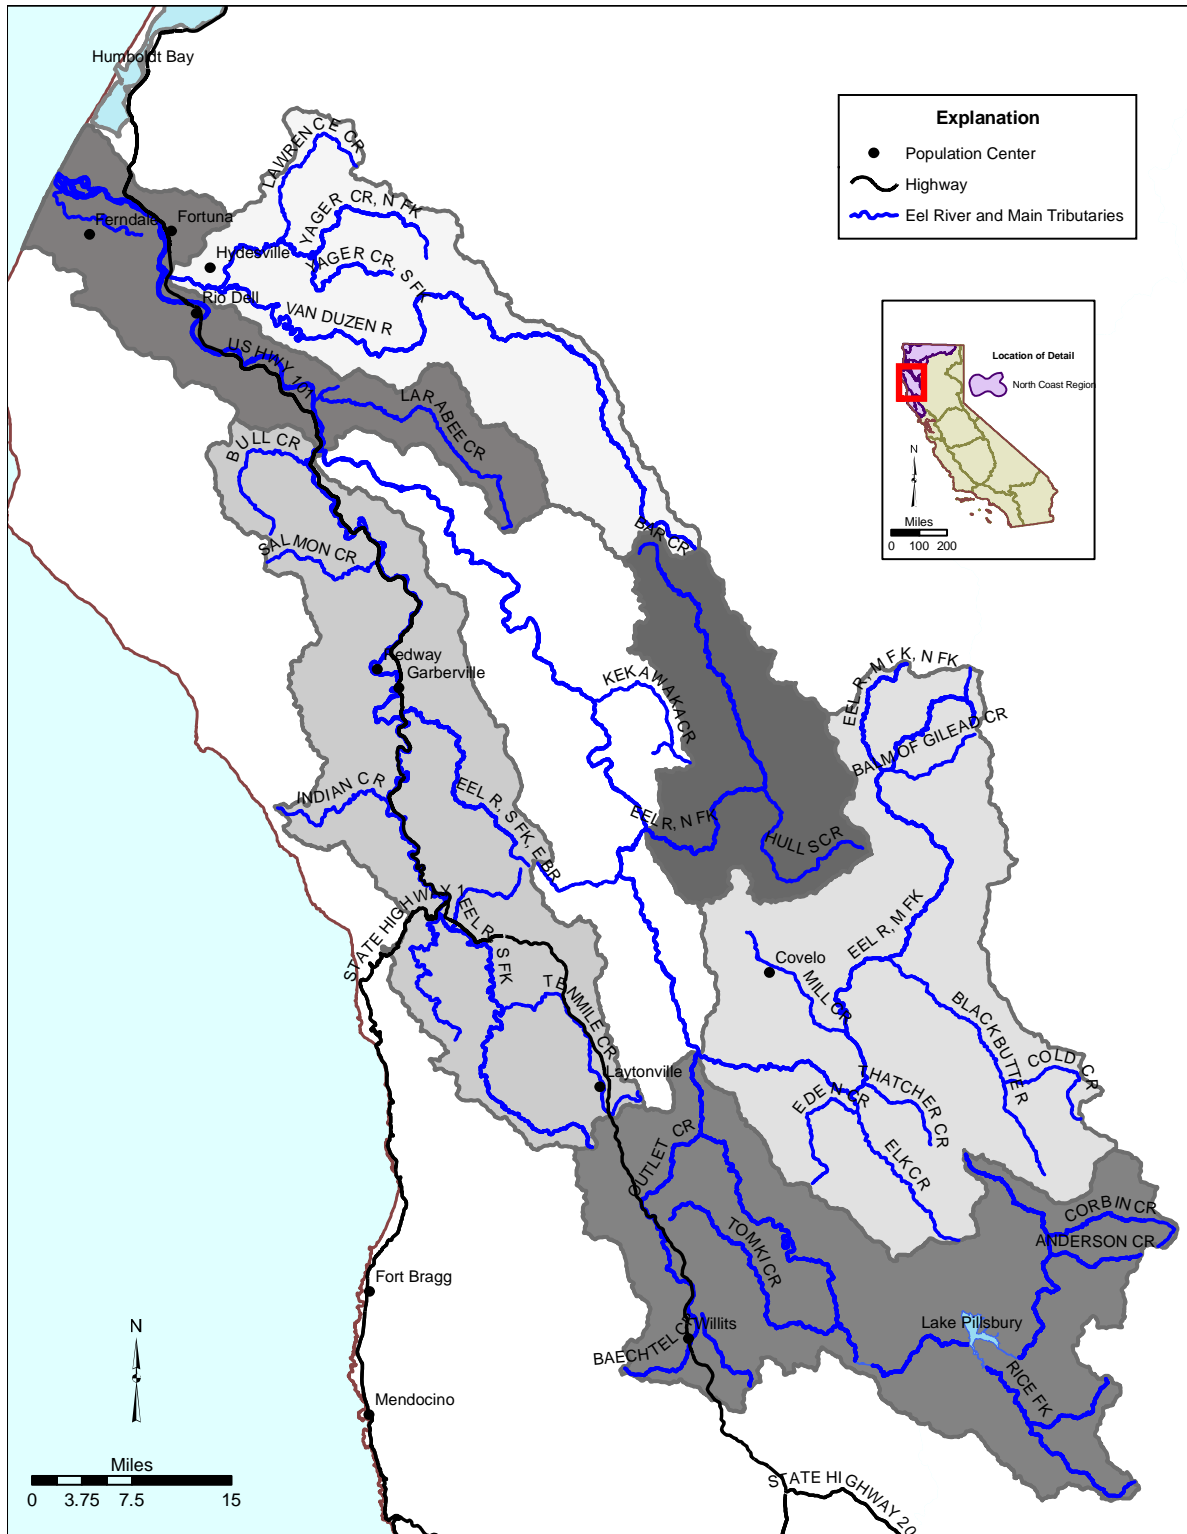 Humboldt Bay
Explanation
Population Center
Highway
Eel River and Main Tributaries
LAWRENCE CR
YAGER CR, N FK
Ferndale
Fortuna
Hydesville
YAGER CR, S FK
Rio Dell
VAN DUZEN R
US HWY 101
LARABEE CR
Location of Detail
North Coast Region
N
Miles
0 100 200
BULL CR
SALMON CR
BAR CR
Redway
Garberville
KEKAWAKA CR
EEL R, M FK, N FK
BALM OF GILEAD CR
INDIAN CR
EEL R, S FK, E BR
EEL R, N FK
HULLS CR
STATE HIGHWAY 1
EEL R, S FK
EEL R, M FK
Covelo
MILL CR
TENMILE CR
BLACK BUTTE R
COLD CR
Laytonville
EDEN CR
THATCHER CR
OUTLET CR
ELK CR
TOMKI CR
CORBIN CR
ANDERSON CR
Fort Bragg
Lake Pillsbury
Willits
BAECHTEL CR
RICE FK
N
Mendocino
Miles
0 3.75 7.5 15
STATE HIGHWAY 20